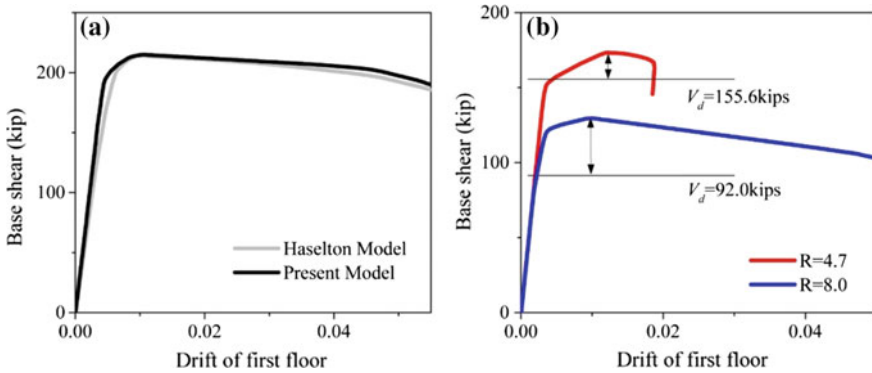 (a)
200
100
0
0.00
0.02
0.04
Base shear (kip)
Drift of first floor
Haselton Model
Present Model
(b)
200
100
0
0.00
0.02
0.04
Base shear (kip)
Drift of first floor
V_d=155.6kips
V_d=92.0kips
R=4.7
R=8.0